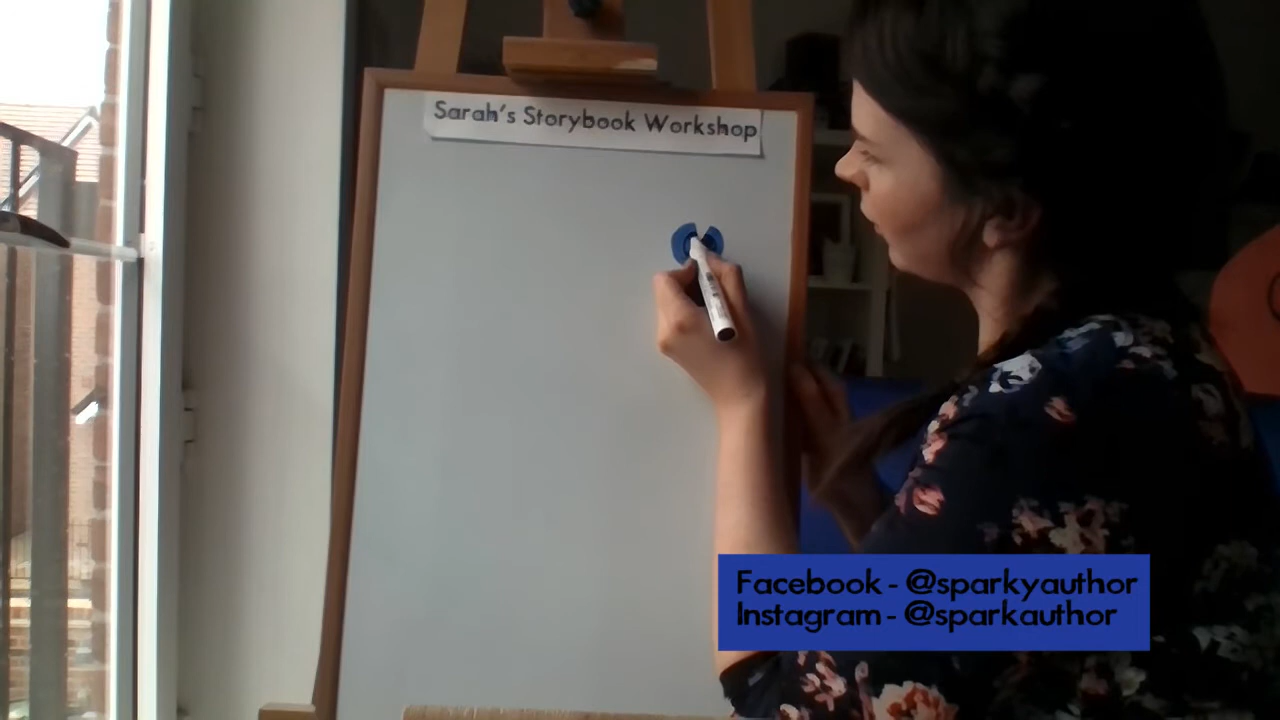 Sarah's Storybook Workshop
Facebook - @sparkyauthor
Instagram - @sparkauthor